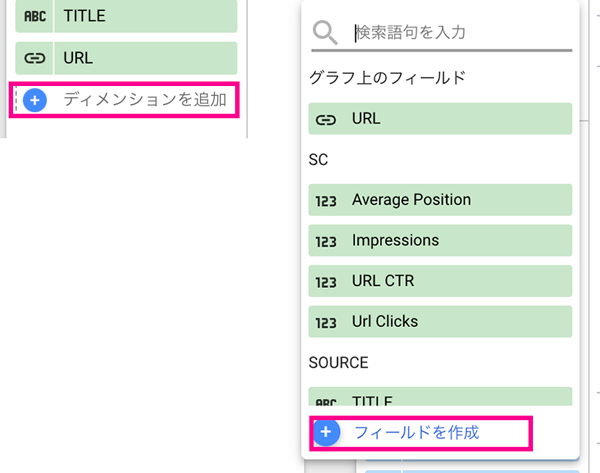 ABC TITLE
URL
ディメンションを追加
検索語句を入力
グラフ上のフィールド
URL
SC
123 Average Position
123 Impressions
123 URL CTR
123 Url Clicks
SOURCE
ABC TITLE
フィールドを作成